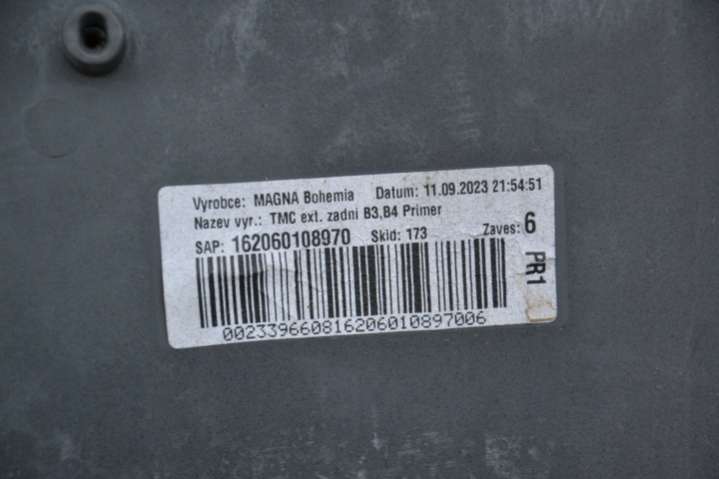 Vyrobce: MAGNA Bohemia Datum: 11.09.2023 21:54:51
Nazev vyr.: TMC ext. zadni B3,B4 Primer
SAP: 162060108970 Skid: 173 Zaves: 6
PR1
002339660816206010897006